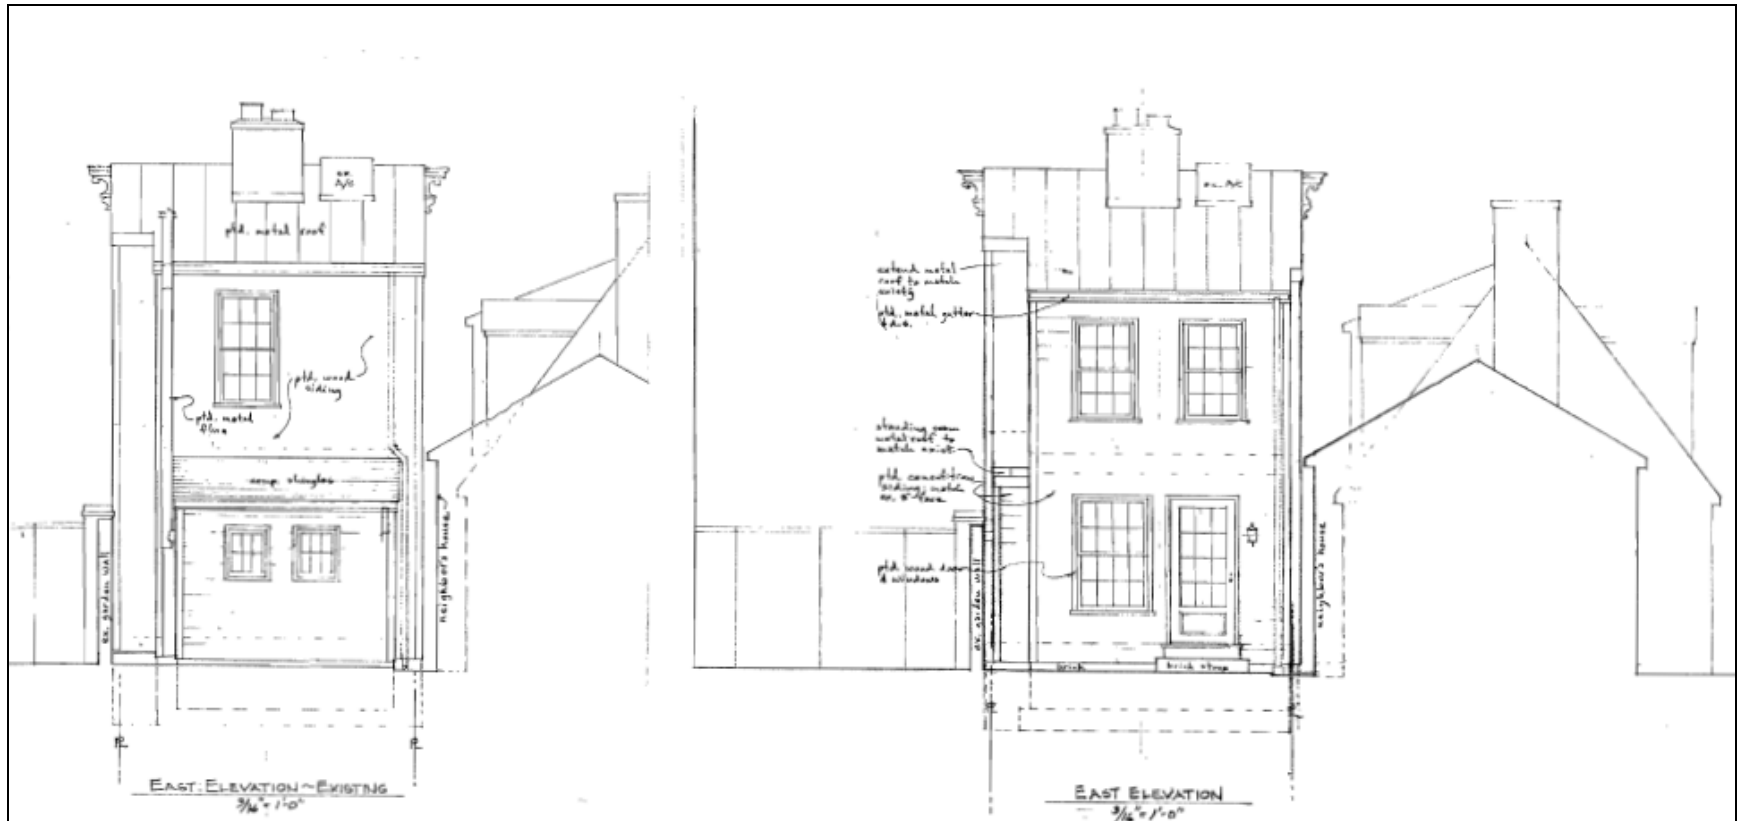 ex.
A/C
ptd. metal roof
ptd. wood
siding
ptd. metal
flue
comp. shingles
ex. garden wall
neighbor's house
EAST ELEVATION ~ EXISTING
3/16" = 1'-0"
ex. A/C
extend metal
roof to match
existg
ptd. metal gutter
& d.s.
standing seam
metal roof to
match exist.
ptd. cementitious
siding; match
ex. 5" face
ptd. wood door
& windows
ex. garden wall
neighbor's house
brick
brick stoop
EAST ELEVATION
3/16" = 1'-0"